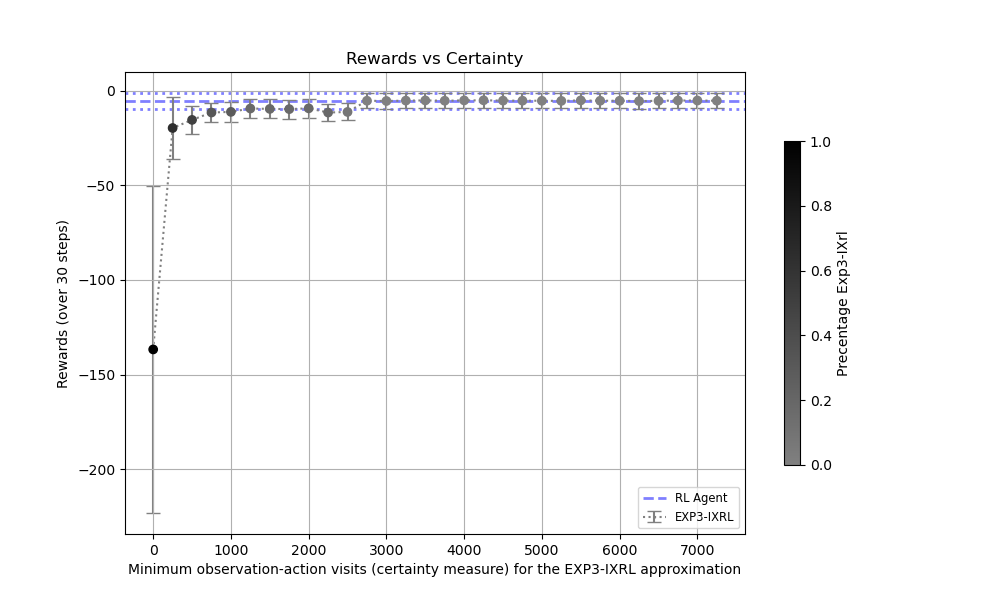 Rewards vs Certainty
0
−50
−100
−150
−200
Rewards (over 30 steps)
0 1000 2000 3000 4000 5000 6000 7000
Minimum observation-action visits (certainty measure) for the EXP3-IXRL approximation
RL Agent
EXP3-IXRL
1.0
0.8
0.6
0.4
0.2
0.0
Precentage Exp3-IXrl